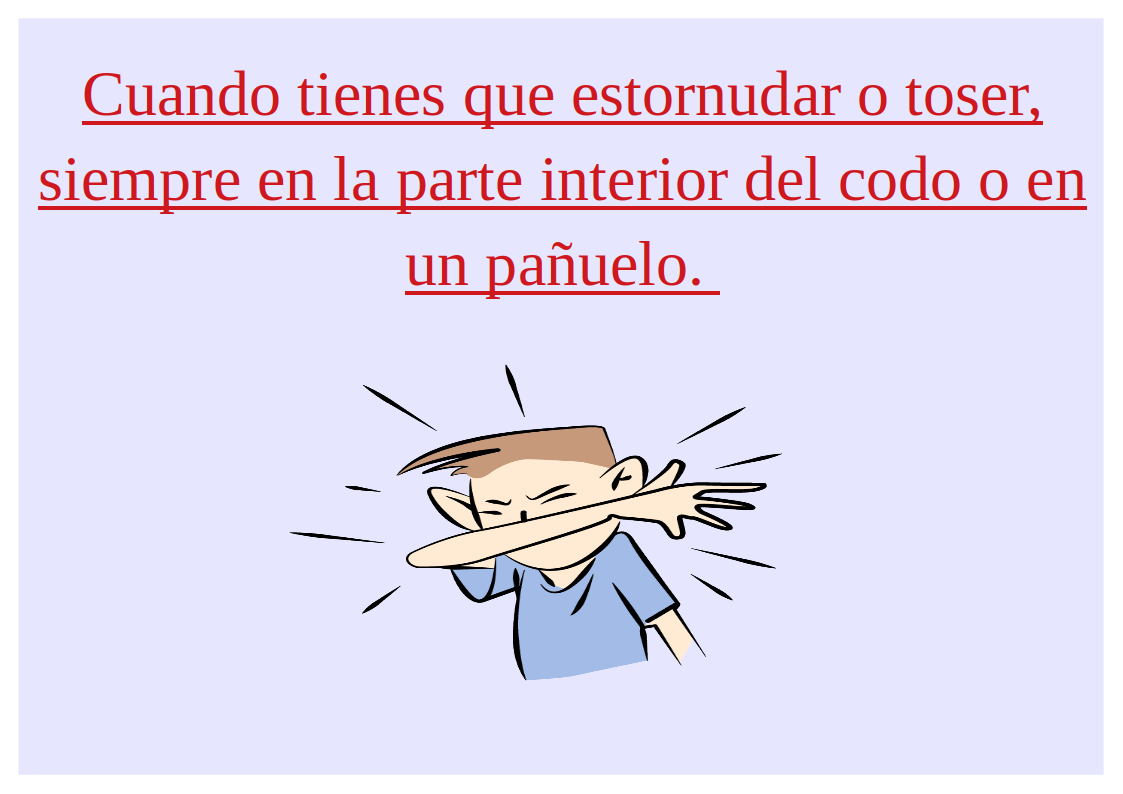 Cuando tienes que estornudar o toser,
siempre en la parte interior del codo o en
un pañuelo.